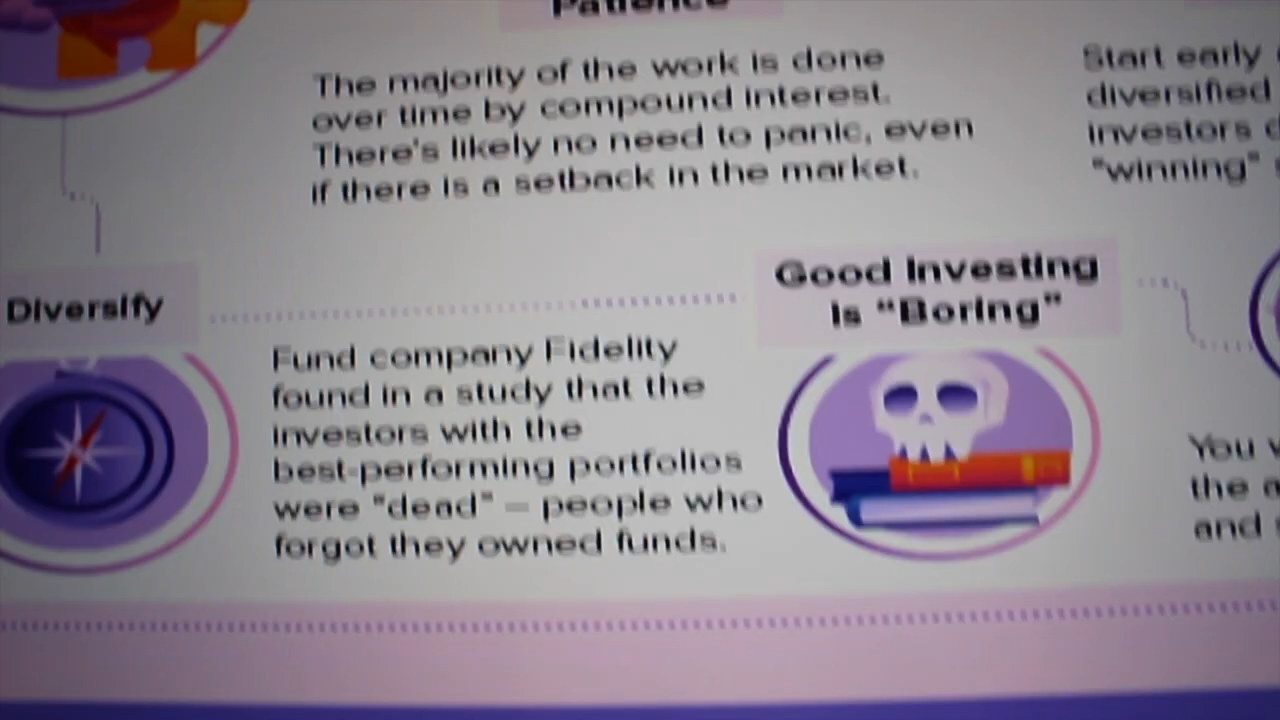 Patience
The majority of the work is done
over time by compound interest.
There's likely no need to panic, even
if there is a setback in the market.
Start early
diversified
investors
"winning"
Diversify
Good Investing
is “Boring”
Fund company Fidelity
found in a study that the
investors with the
best-performing portfolios
were "dead" – people who
forgot they owned funds.
You
the
and